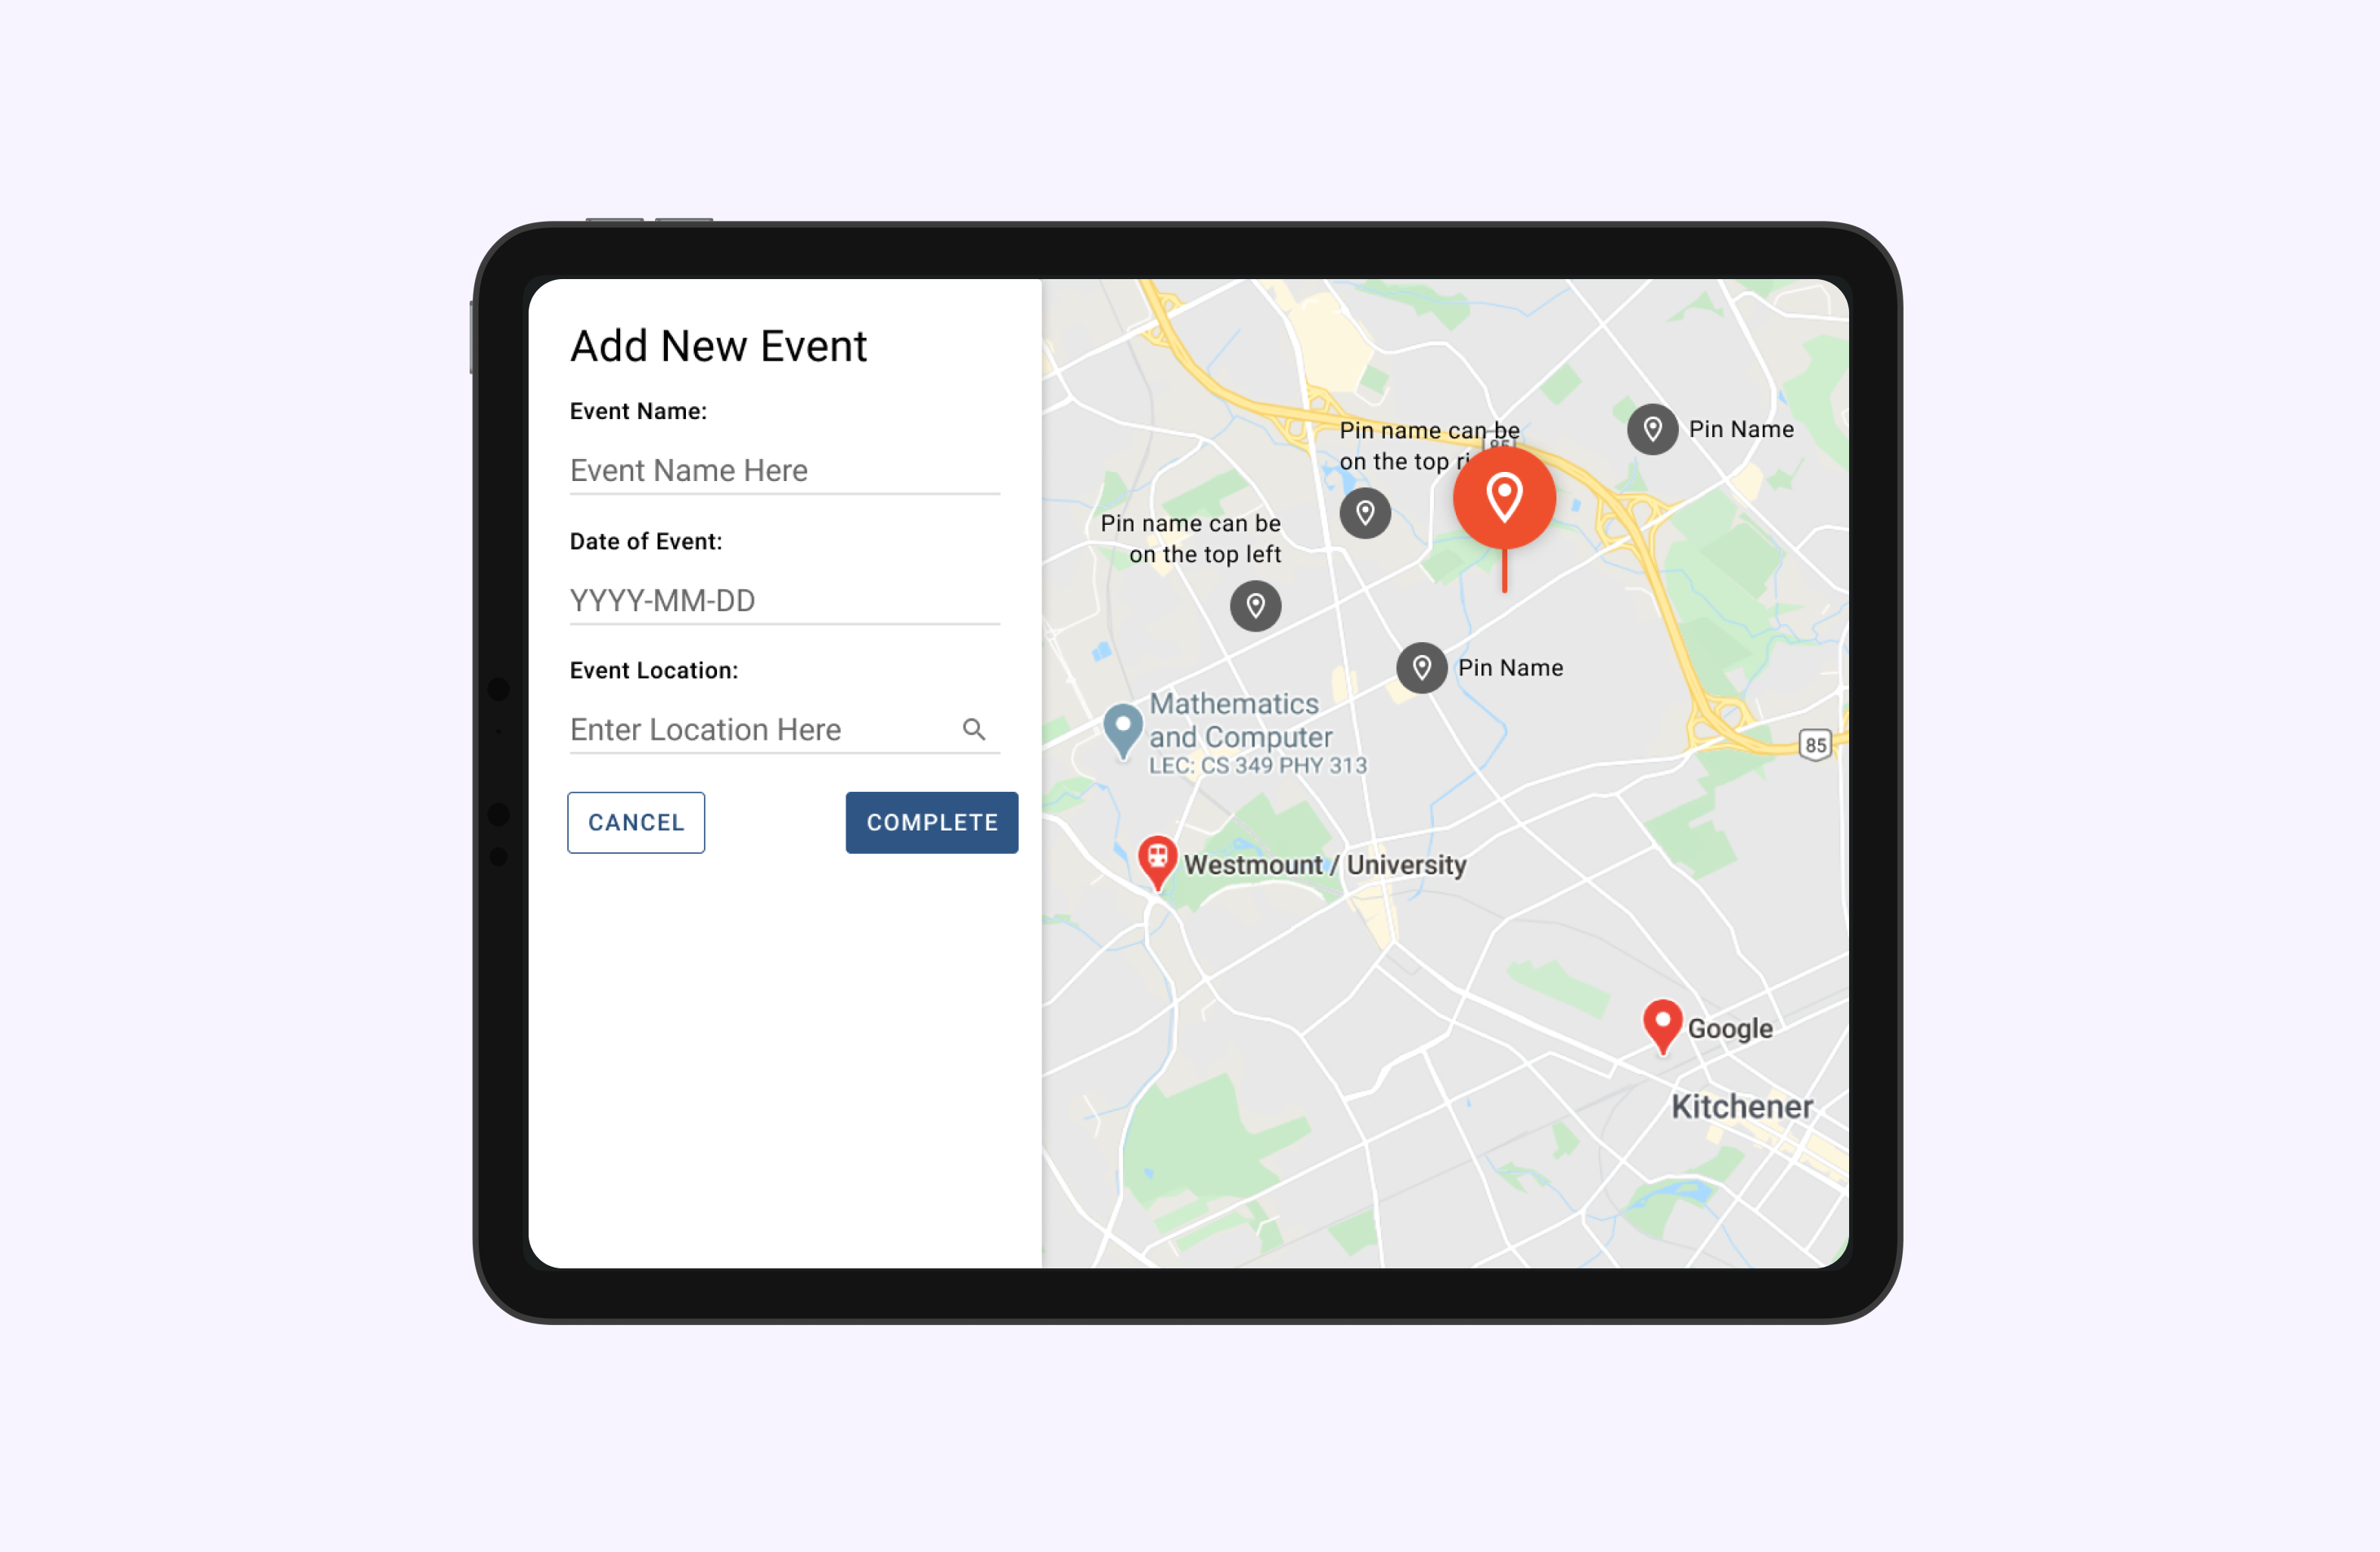 Add New Event
Event Name:
Event Name Here
Date of Event:
YYYY-MM-DD
Event Location:
Enter Location Here
CANCEL
COMPLETE
Pin name can be
on the top ri
85
Pin Name
Pin name can be
on the top left
Pin Name
Mathematics
and Computer
LEC: CS 349 PHY 313
85
Westmount / University
Google
Kitchener